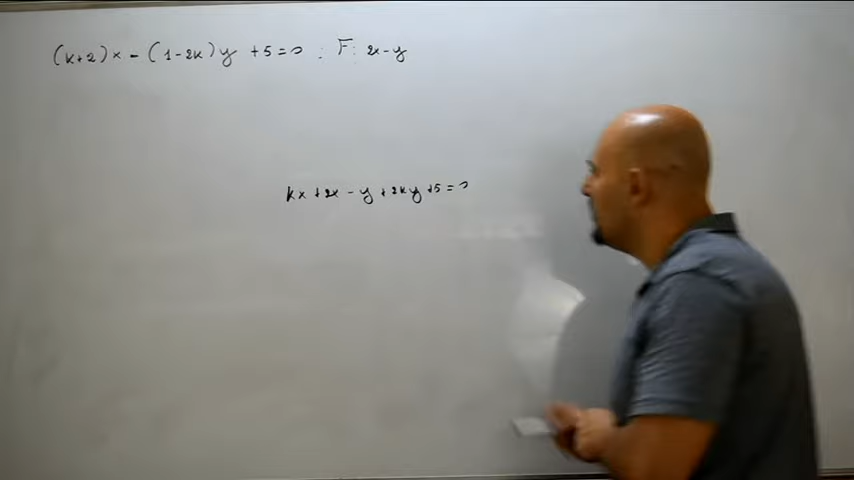 (k+2)x - (1-2k)y +5=0 : F: 2x-y
kx +2x - y +2ky +5=0